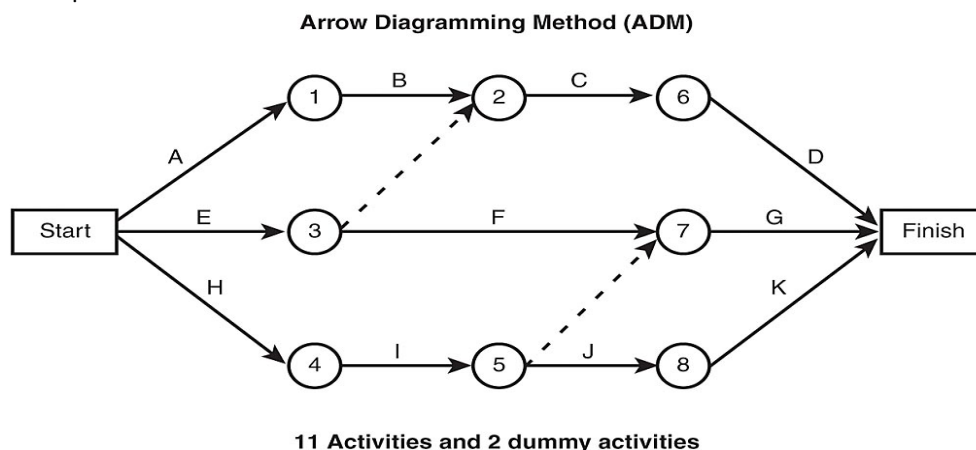 Arrow Diagramming Method (ADM)
1
B
2
C
6
A
D
Start
E
3
F
7
G
Finish
H
K
4
I
5
J
8
11 Activities and 2 dummy activities